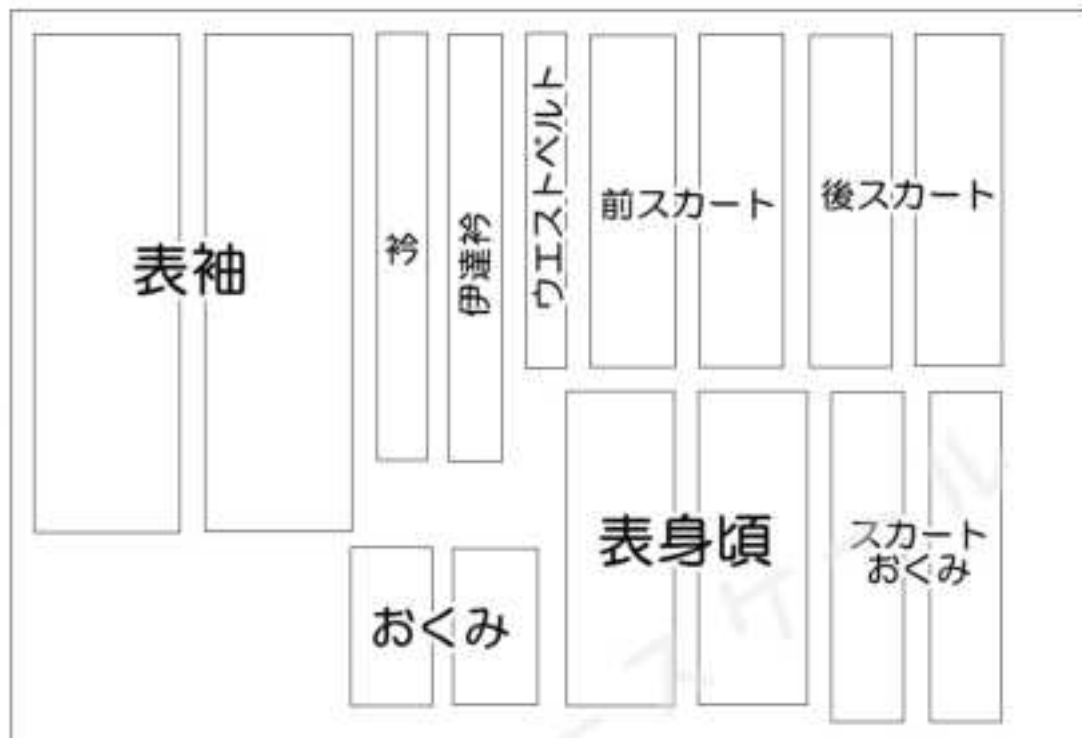 表袖
衿
伊達衿
ウエストベルト
前スカート
後スカート
おくみ
表身頃
スカート
おくみ